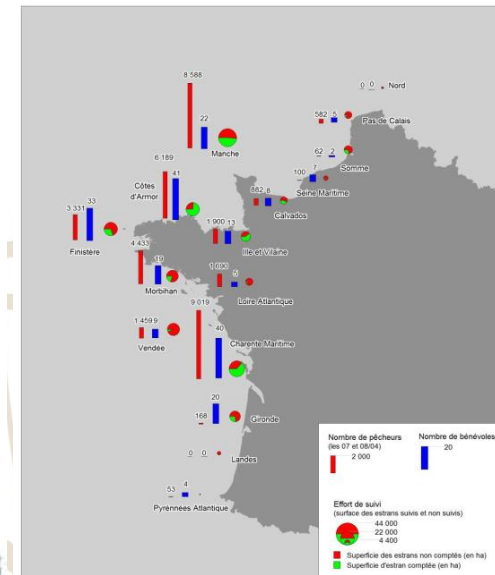 8 588
22
Manche
0 0
Nord
582 5
Pas de Calais
62 2
Somme
100 7
Seine Maritime
882 8
Calvados
6 189
41
Côtes
d'Armor
3 331
33
Finistère
1 900 13
Ille et Vilaine
4 433
19
Morbihan
5
Loire Atlantique
1 459 9
Vendée
9 019
40
Charente Maritime
20
168
Gironde
0 0
Landes
53 4
Pyrénnées Atlantique
Nombre de pêcheurs
(les 07 et 08/04)
2 000
Nombre de bénévoles
20
Effort de suivi
(surface des estrans suivis et non suivis)
44 000
22 000
4 400
Superficie des estrans non comptés (en ha)
Superficie d'estran comptée (en ha)